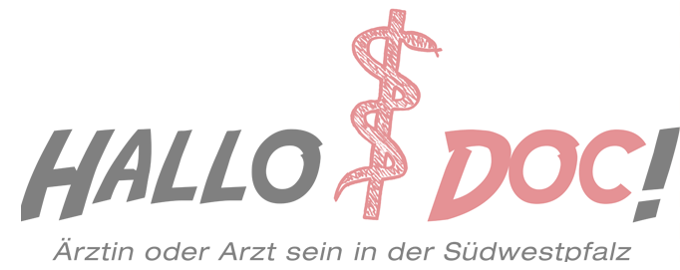 HALLO DOC!
Ärztin oder Arzt sein in der Südwestpfalz